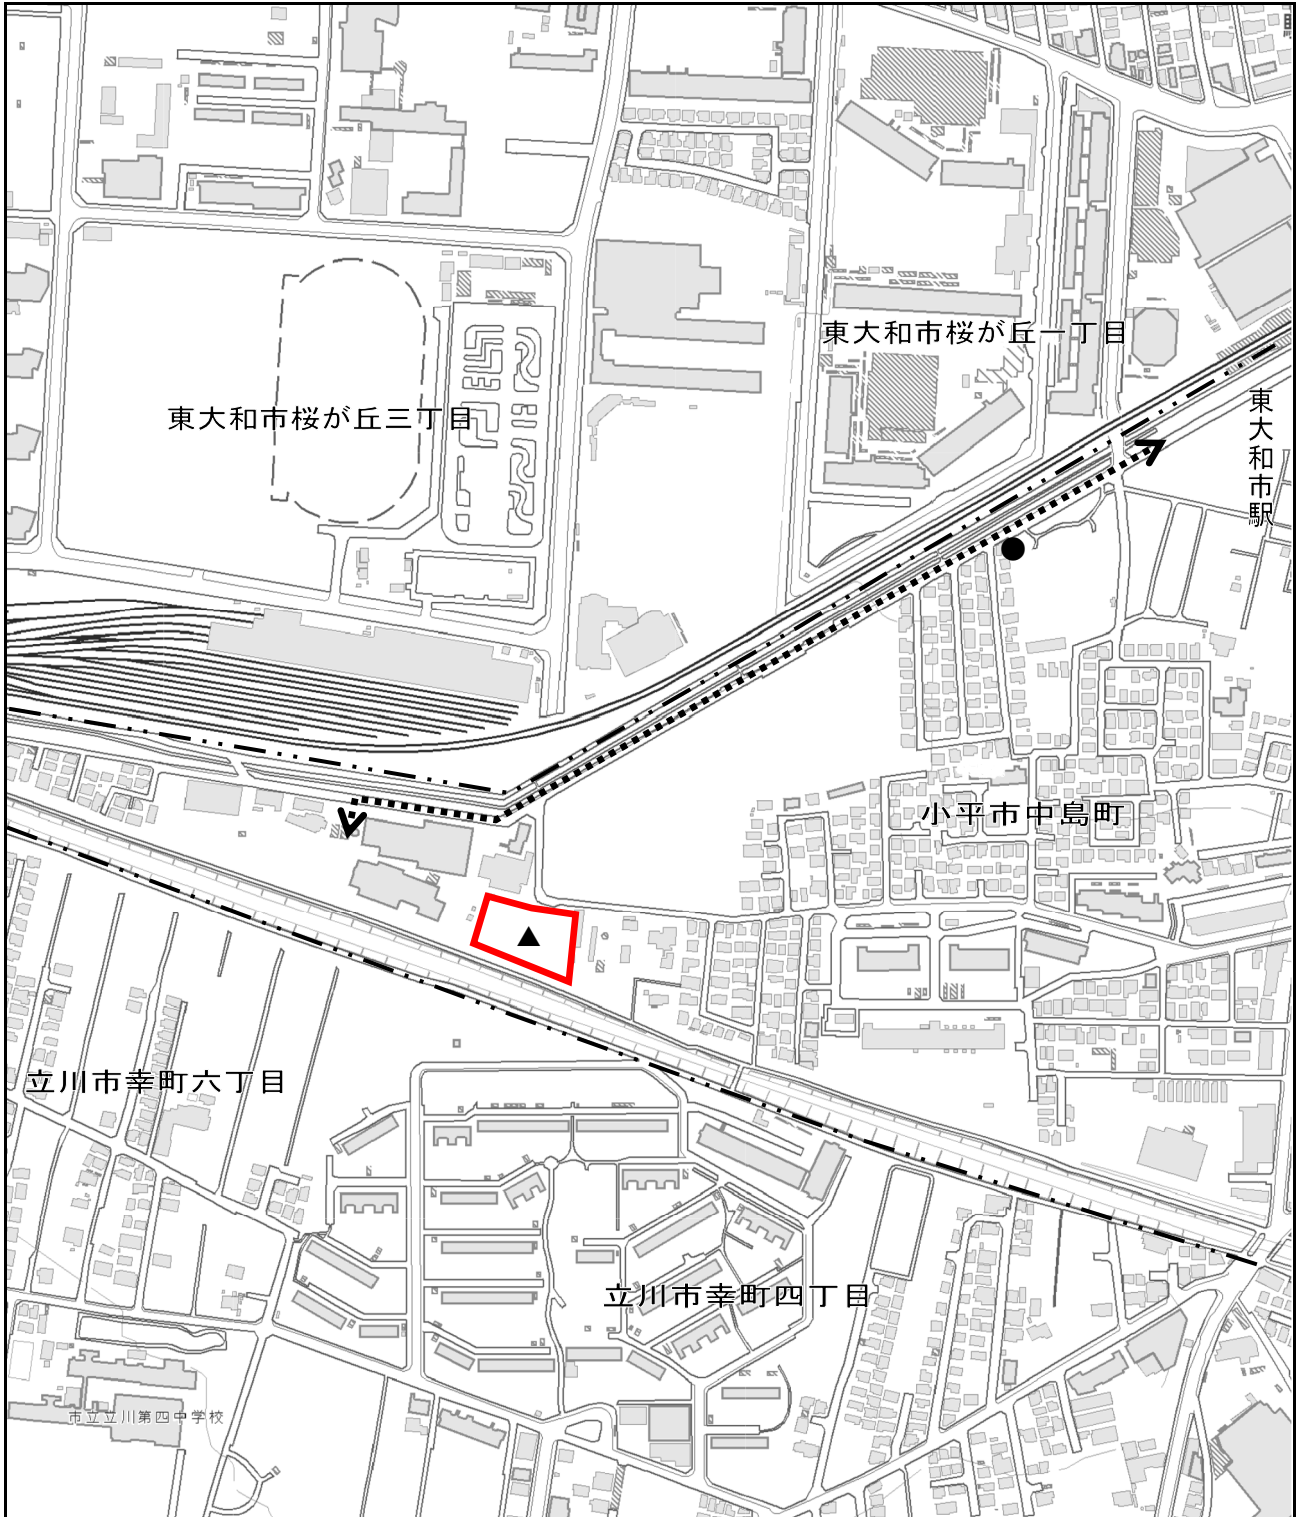 東大和市桜が丘一丁目
東大和市駅
東大和市桜が丘三丁目
小平市中島町
立川市幸町六丁目
立川市幸町四丁目
市立立川第四中学校